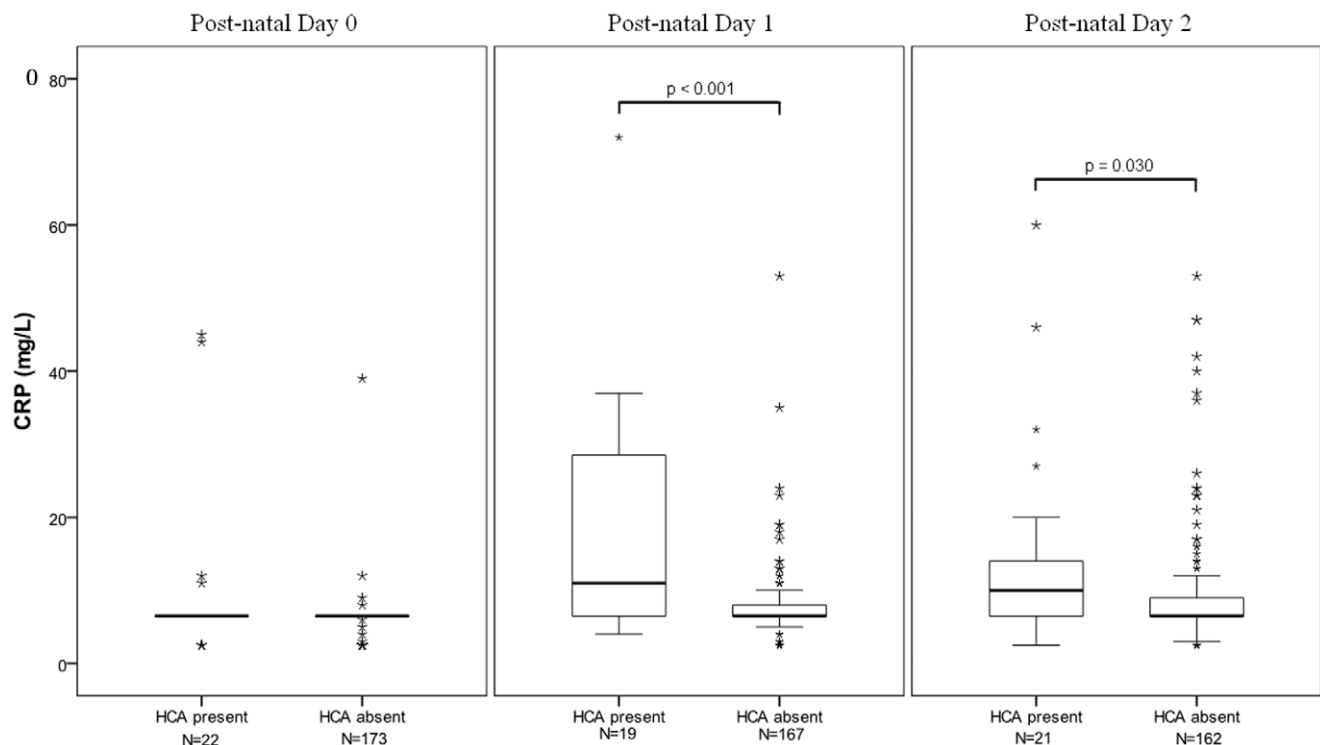 Post-natal Day 0
Post-natal Day 1
Post-natal Day 2
0
80
60
40
20
0
CRP (mg/L)
p < 0.001
p = 0.030
HCA present
N=22
HCA absent
N=173
HCA present
N=19
HCA absent
N=167
HCA present
N=21
HCA absent
N=162